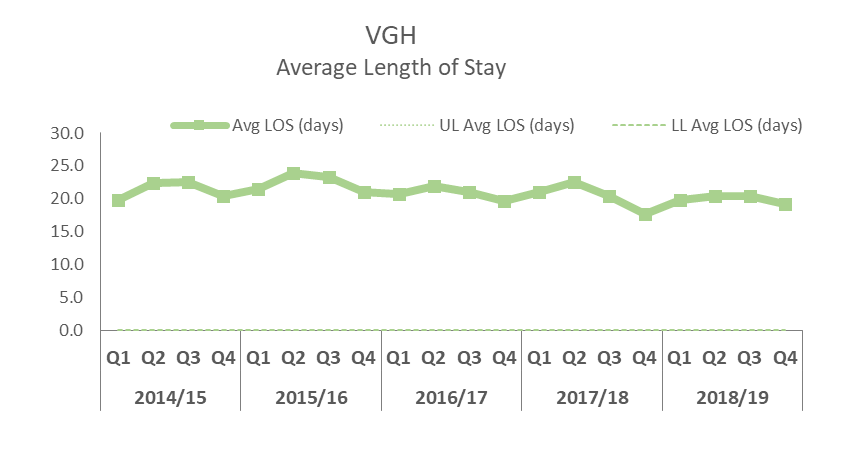 VGH
Average Length of Stay
Avg LOS (days) UL Avg LOS (days) LL Avg LOS (days)
30.0
25.0
20.0
15.0
10.0
5.0
0.0
Q1 Q2 Q3 Q4 Q1 Q2 Q3 Q4 Q1 Q2 Q3 Q4 Q1 Q2 Q3 Q4 Q1 Q2 Q3 Q4
2014/15 2015/16 2016/17 2017/18 2018/19